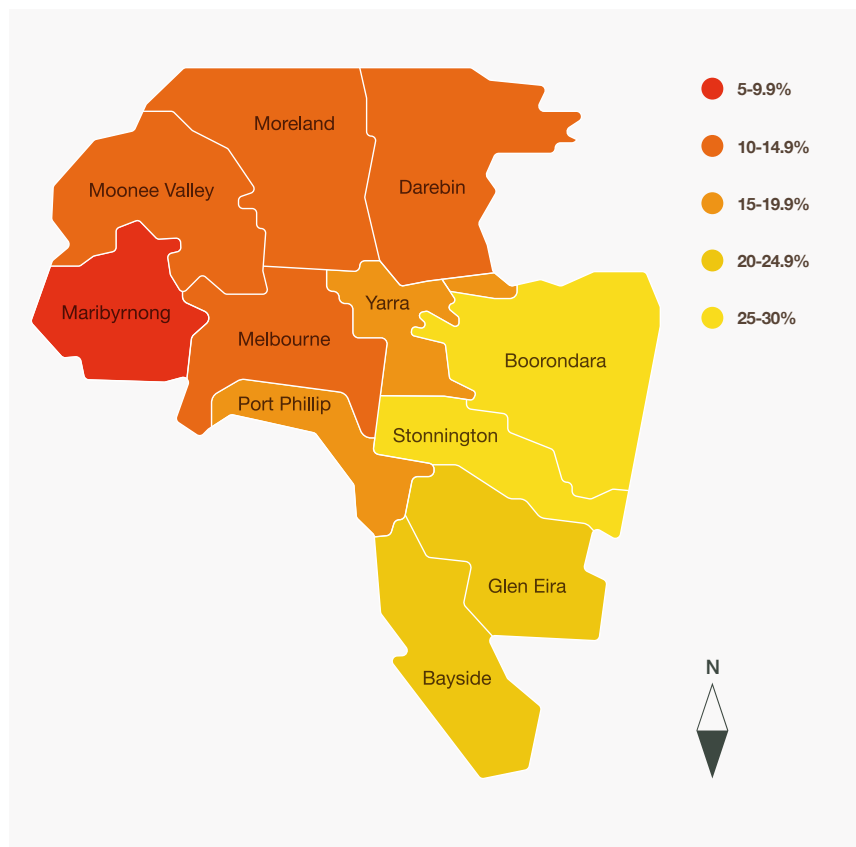 5-9.9%
Moreland
10-14.9%
Moonee Valley
Darebin
15-19.9%
20-24.9%
Yarra
Maribyrnong
25-30%
Melbourne
Boorondara
Port Phillip
Stonnington
Glen Eira
N
Bayside